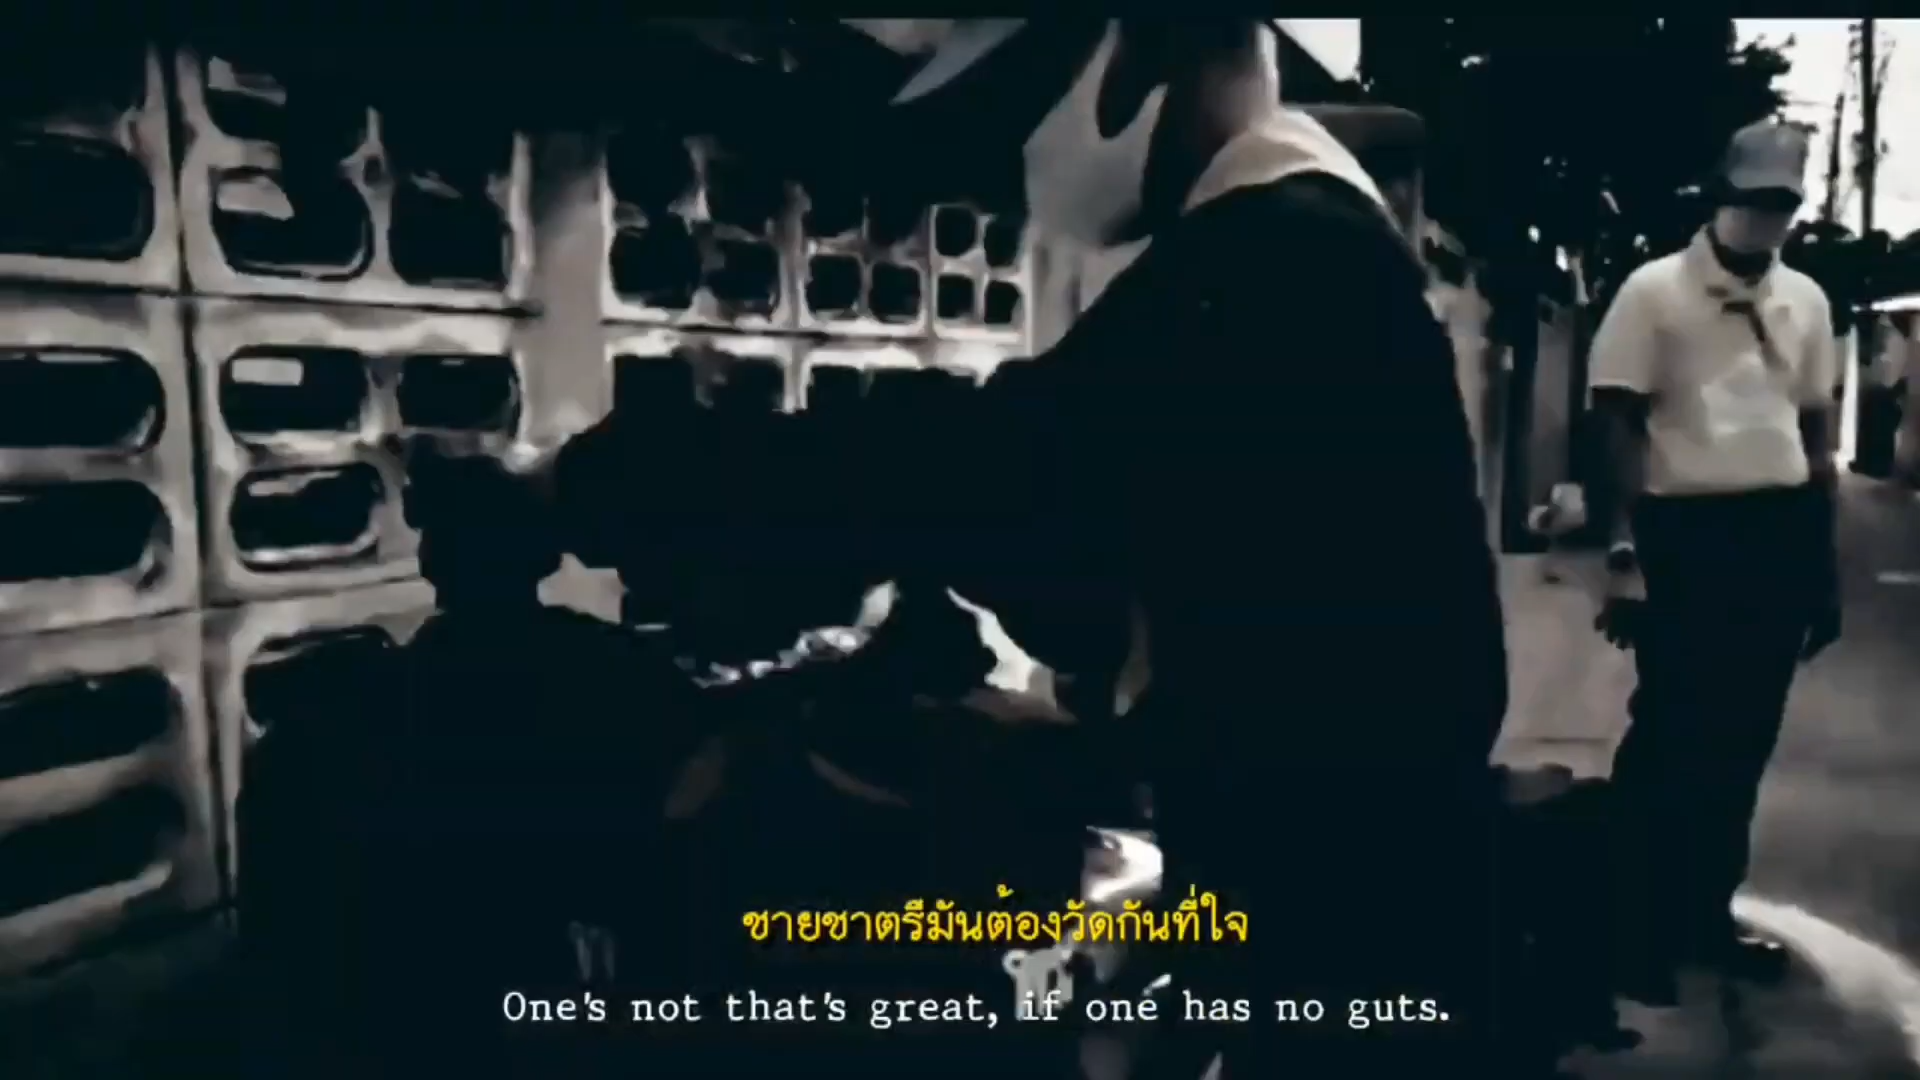 ชายชาตรีมันต้องวัดกันที่ใจ
One's not that's great, if one has no guts.